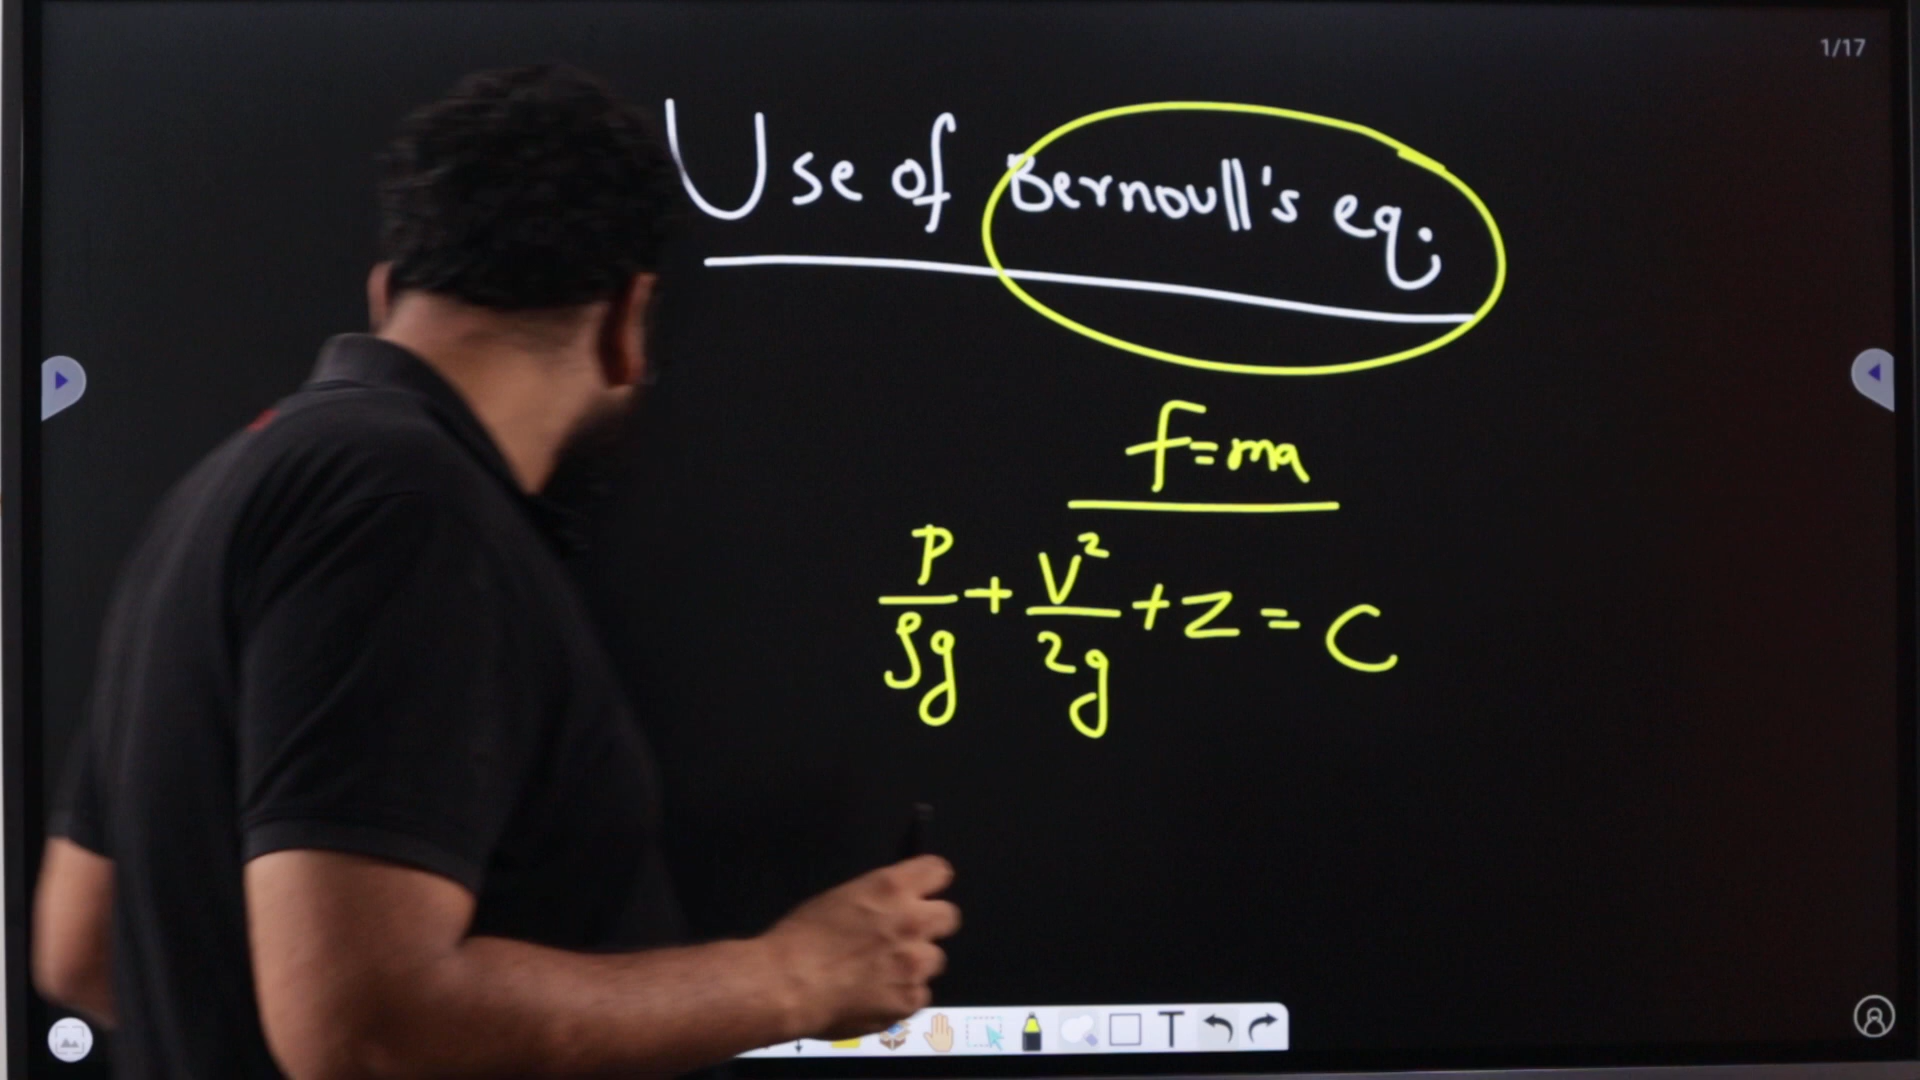 1/17
Use of Bernoull's eq.
f=ma
P/ρg + V²/2g + Z = C
T